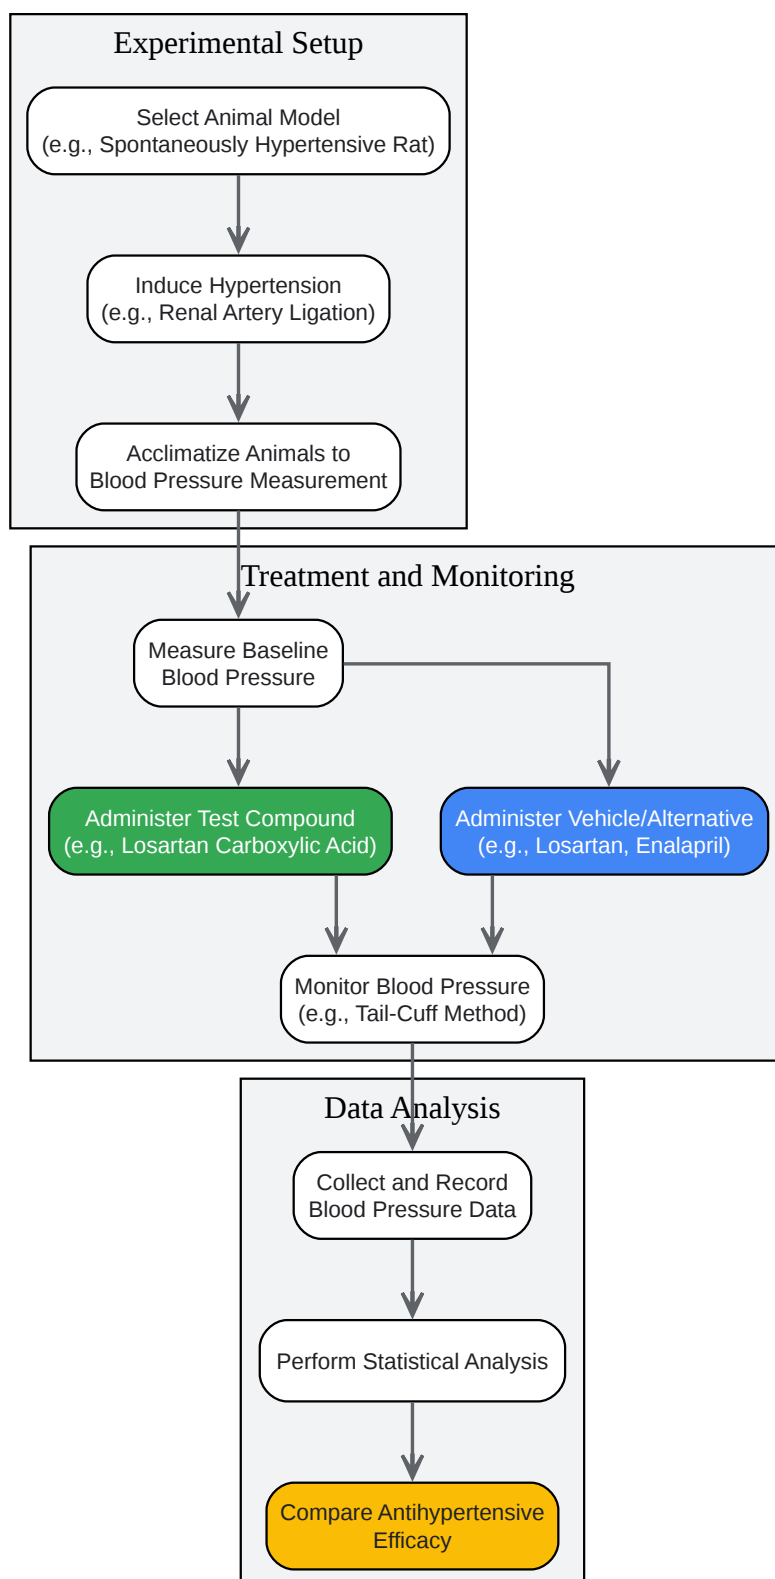 Experimental Setup
Select Animal Model
(e.g., Spontaneously Hypertensive Rat)
Induce Hypertension
(e.g., Renal Artery Ligation)
Acclimatize Animals to
Blood Pressure Measurement
Treatment and Monitoring
Measure Baseline
Blood Pressure
Administer Test Compound
(e.g., Losartan Carboxylic Acid)
Administer Vehicle/Alternative
(e.g., Losartan, Enalapril)
Monitor Blood Pressure
(e.g., Tail-Cuff Method)
Data Analysis
Collect and Record
Blood Pressure Data
Perform Statistical Analysis
Compare Antihypertensive
Efficacy